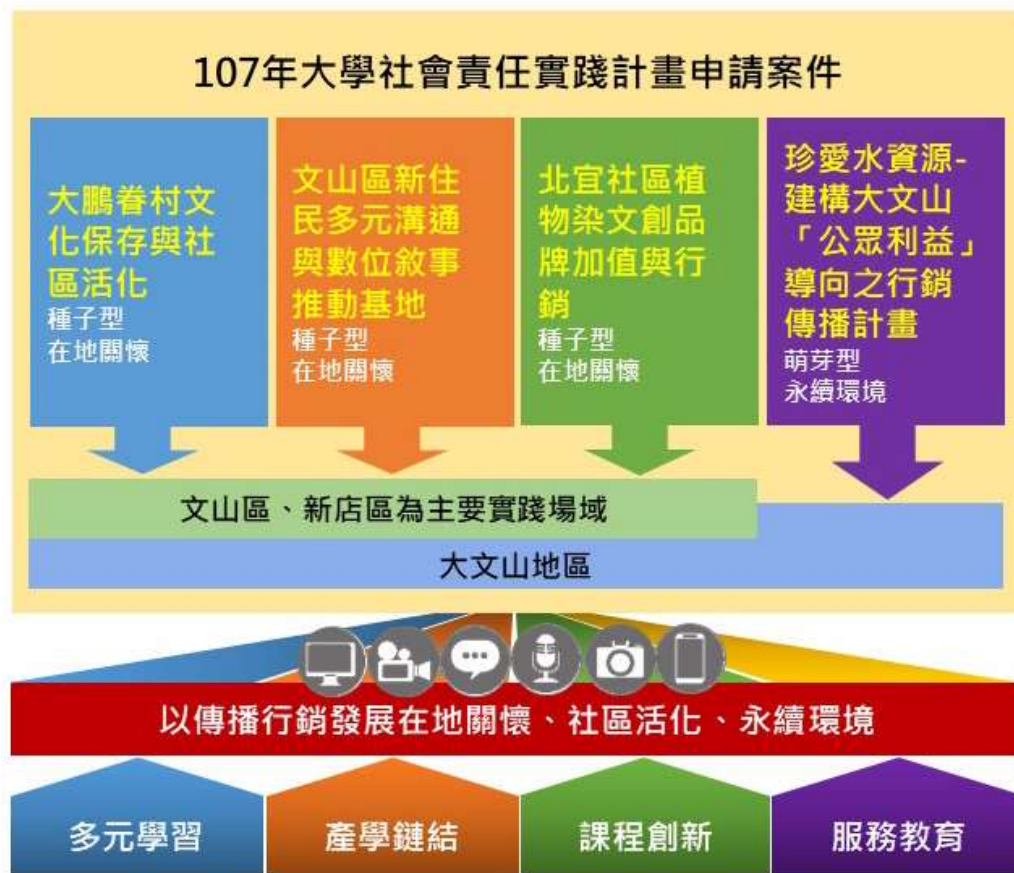 107年大學社會責任實踐計畫申請案件
大鵬眷村文
化保存與社
區活化
種子型
在地關懷
文山區新住
民多元溝通
與數位敘事
推動基地
種子型
在地關懷
北宜社區植
物染文創品
牌加值與行
銷
種子型
在地關懷
珍愛水資源-
建構大文山
「公眾利益」
導向之行銷
傳播計畫
萌芽型
永續環境
文山區、新店區為主要實踐場域
大文山地區
以傳播行銷發展在地關懷、社區活化、永續環境
多元學習
產學鏈結
課程創新
服務教育